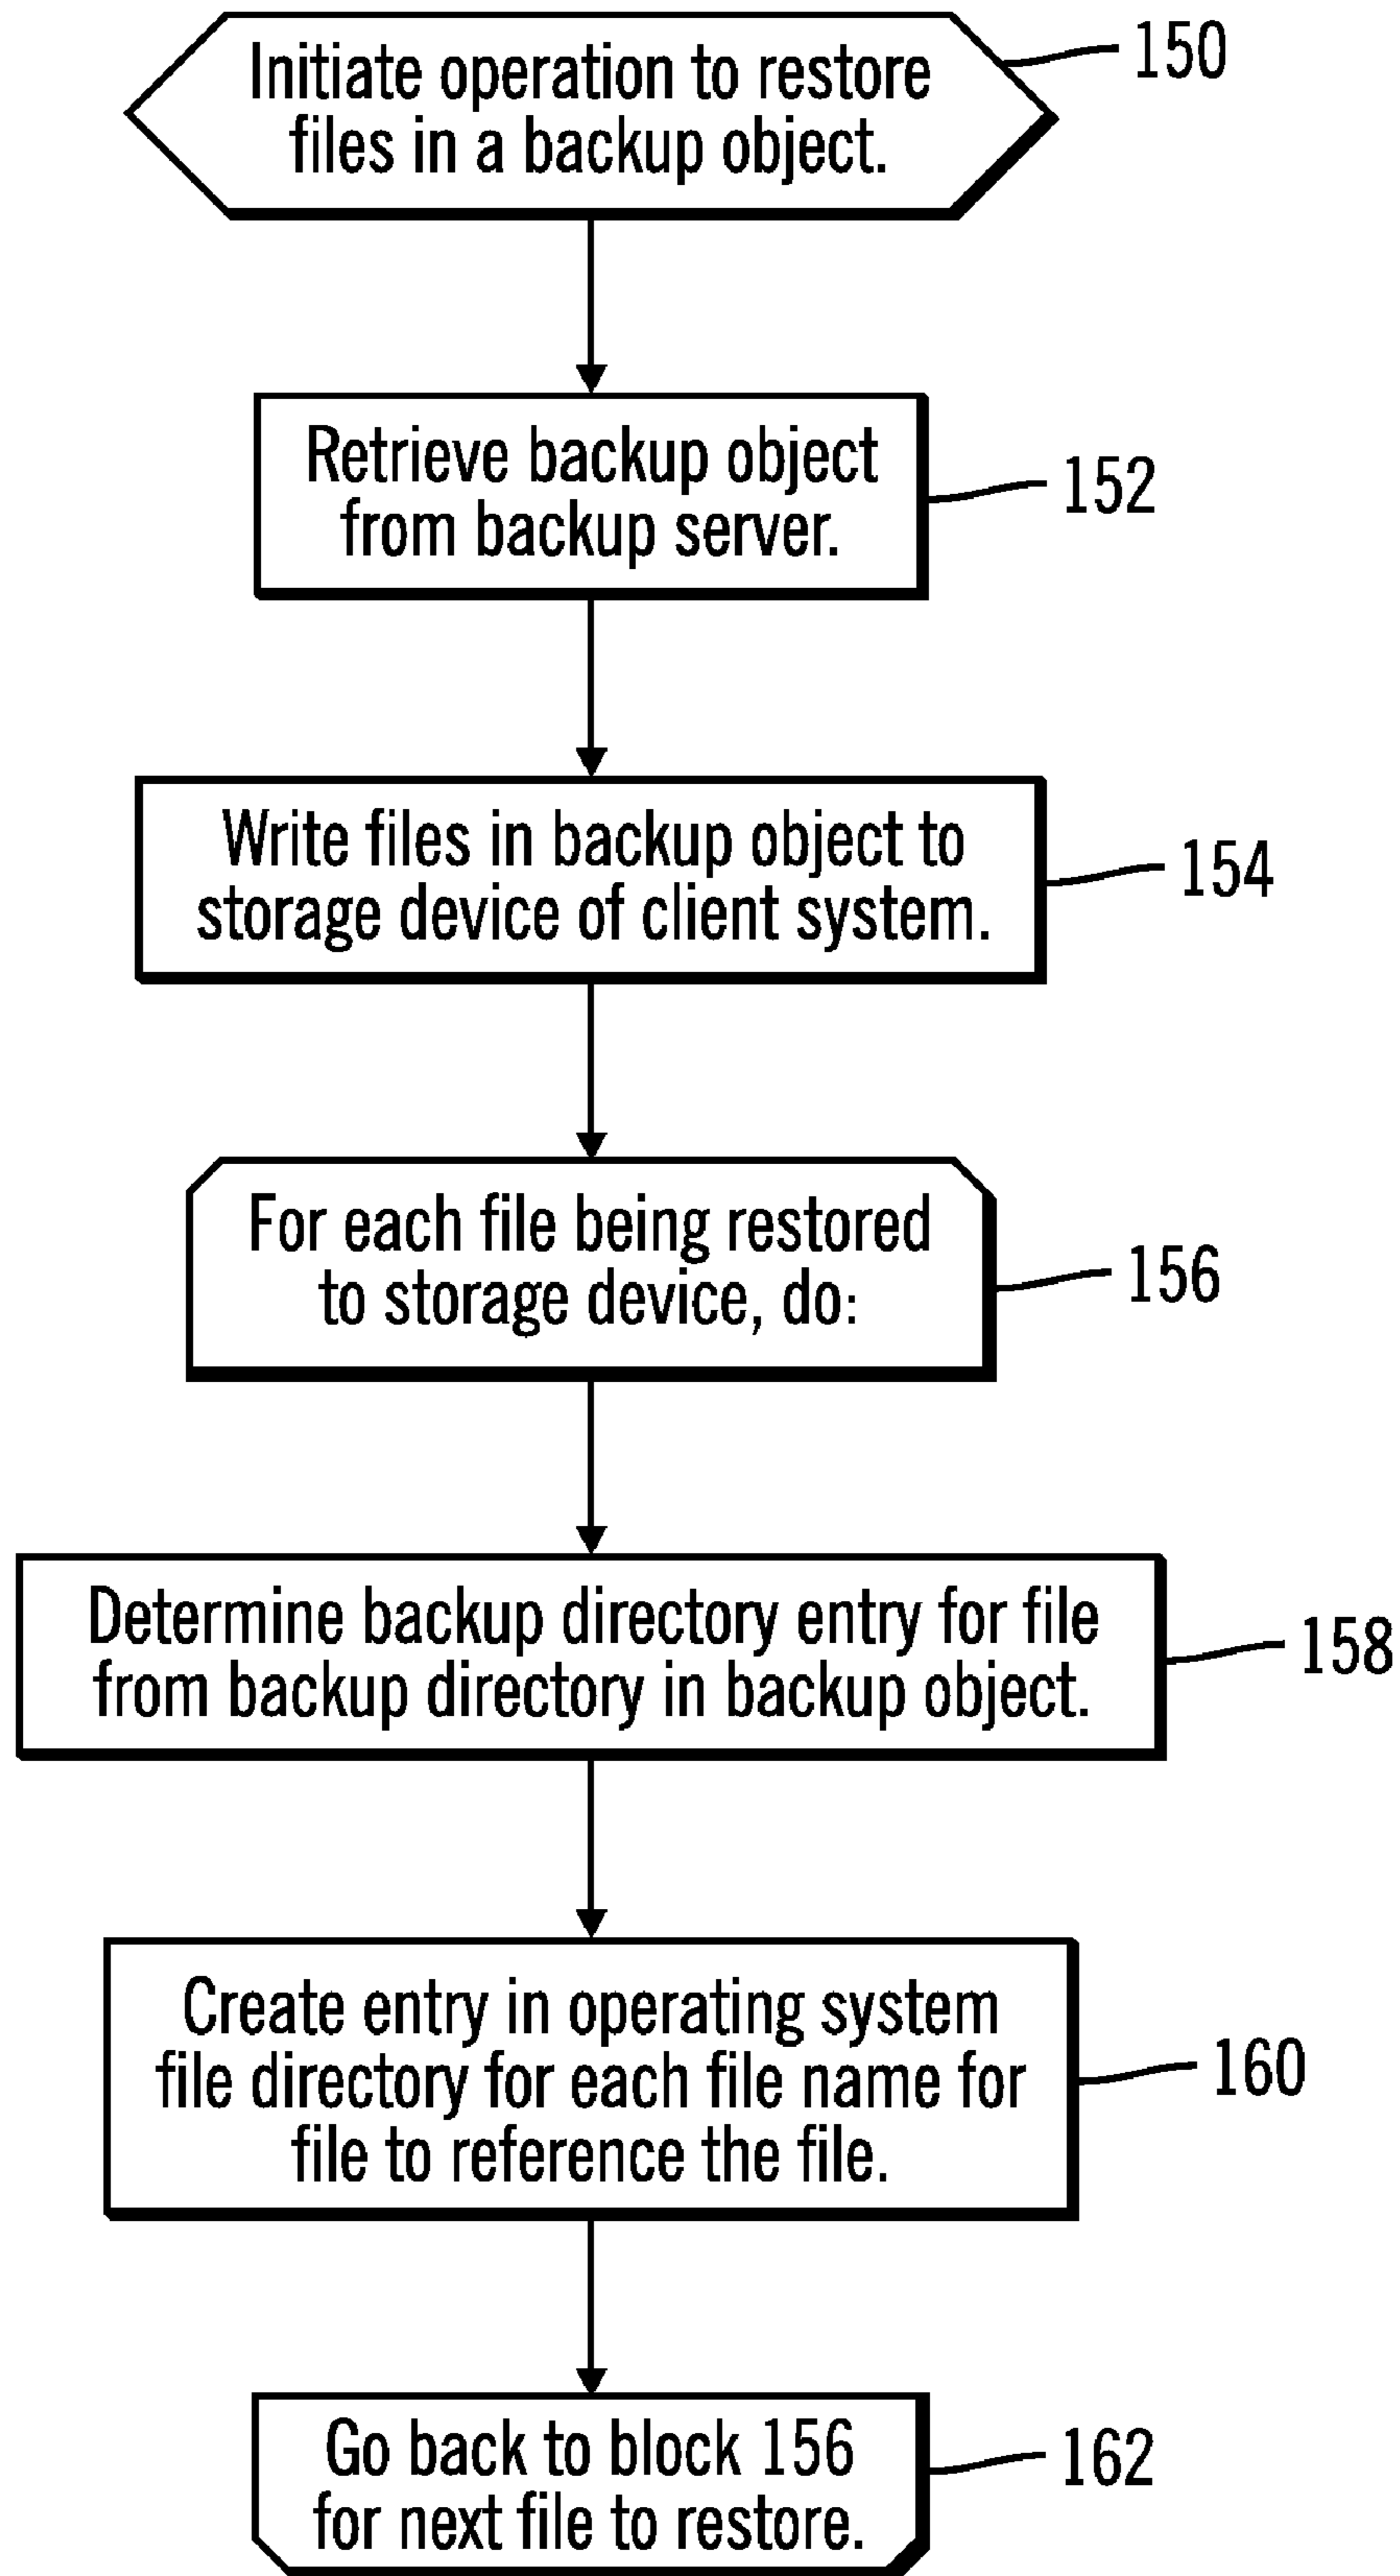 Initiate operation to restore
files in a backup object.
150
Retrieve backup object
from backup server.
152
Write files in backup object to
storage device of client system.
154
For each file being restored
to storage device, do:
156
Determine backup directory entry for file
from backup directory in backup object.
158
Create entry in operating system
file directory for each file name for
file to reference the file.
160
Go back to block 156
for next file to restore.
162